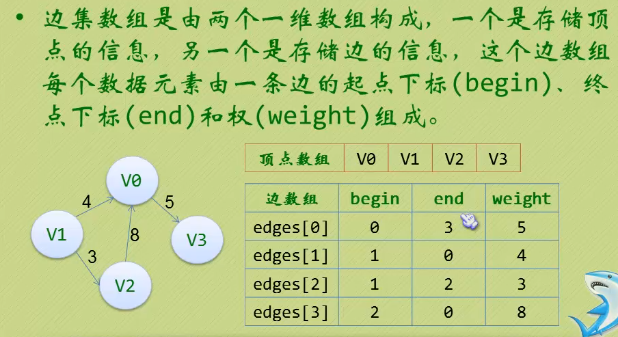 • 边集数组是由两个一维数组构成，一个是存储顶
点的信息，另一个是存储边的信息，这个边数组
每个数据元素由一条边的起点下标(begin)、终
点下标(end)和权(weight)组成。
顶点数组 V0 V1 V2 V3
边数组 begin end weight
edges[0] 0 3 5
edges[1] 1 0 4
edges[2] 1 2 3
edges[3] 2 0 8
V0
4 5
V1 8 V3
3
V2